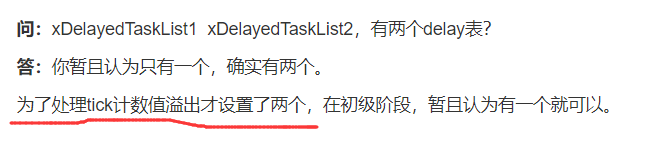 问：xDelayedTaskList1  xDelayedTaskList2，有两个delay表？
答：你暂且认为只有一个，确实有两个。
为了处理tick计数值溢出才设置了两个，在初级阶段，暂且认为有一个就可以。